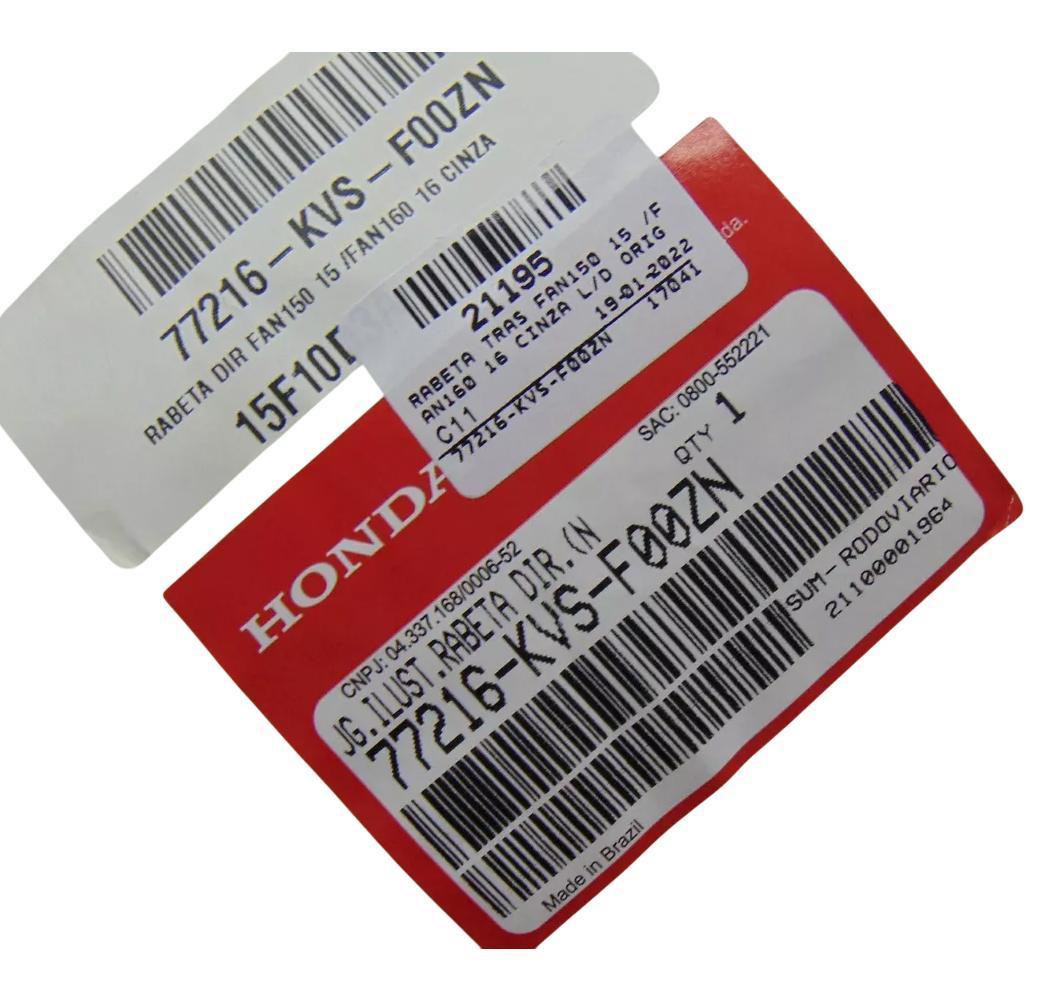 77216-KVS-F00ZN
RABETA DIR FAN150 15 /FAN160 16 CINZA
15F10D
21195
RABETA TRAS FAN150 15 /F
AN160 16 CINZA L/D ORIG
C11 19-01-2022
77216-KVS-F00ZN 17041
da.
HONDA
CNPJ: 04.337.168/0006-52 SAC: 0800-552221
JG.ILUST.RABETA DIR.(N QTY 1
77216-KVS-F00ZN
SUM-RODOVIARIO
21100001964
Made in Brazil